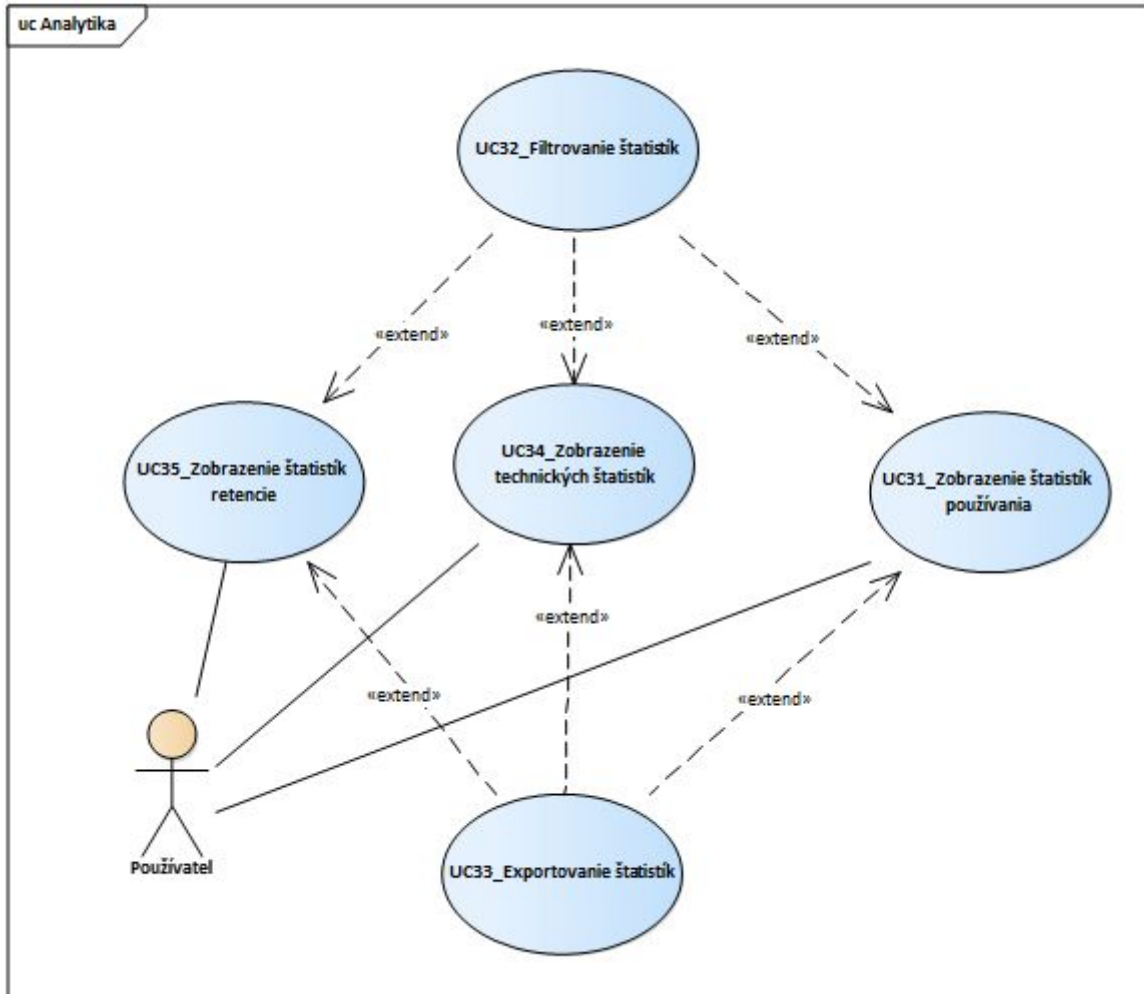 uc Analytika
UC32_Filtrovanie štatistík
«extend»
«extend»
«extend»
UC35_Zobrazenie štatistík
retencie
UC34_Zobrazenie
technických štatistík
UC31_Zobrazenie štatistík
používania
«extend»
«extend»
«extend»
Používatel
UC33_Exportovanie štatistík